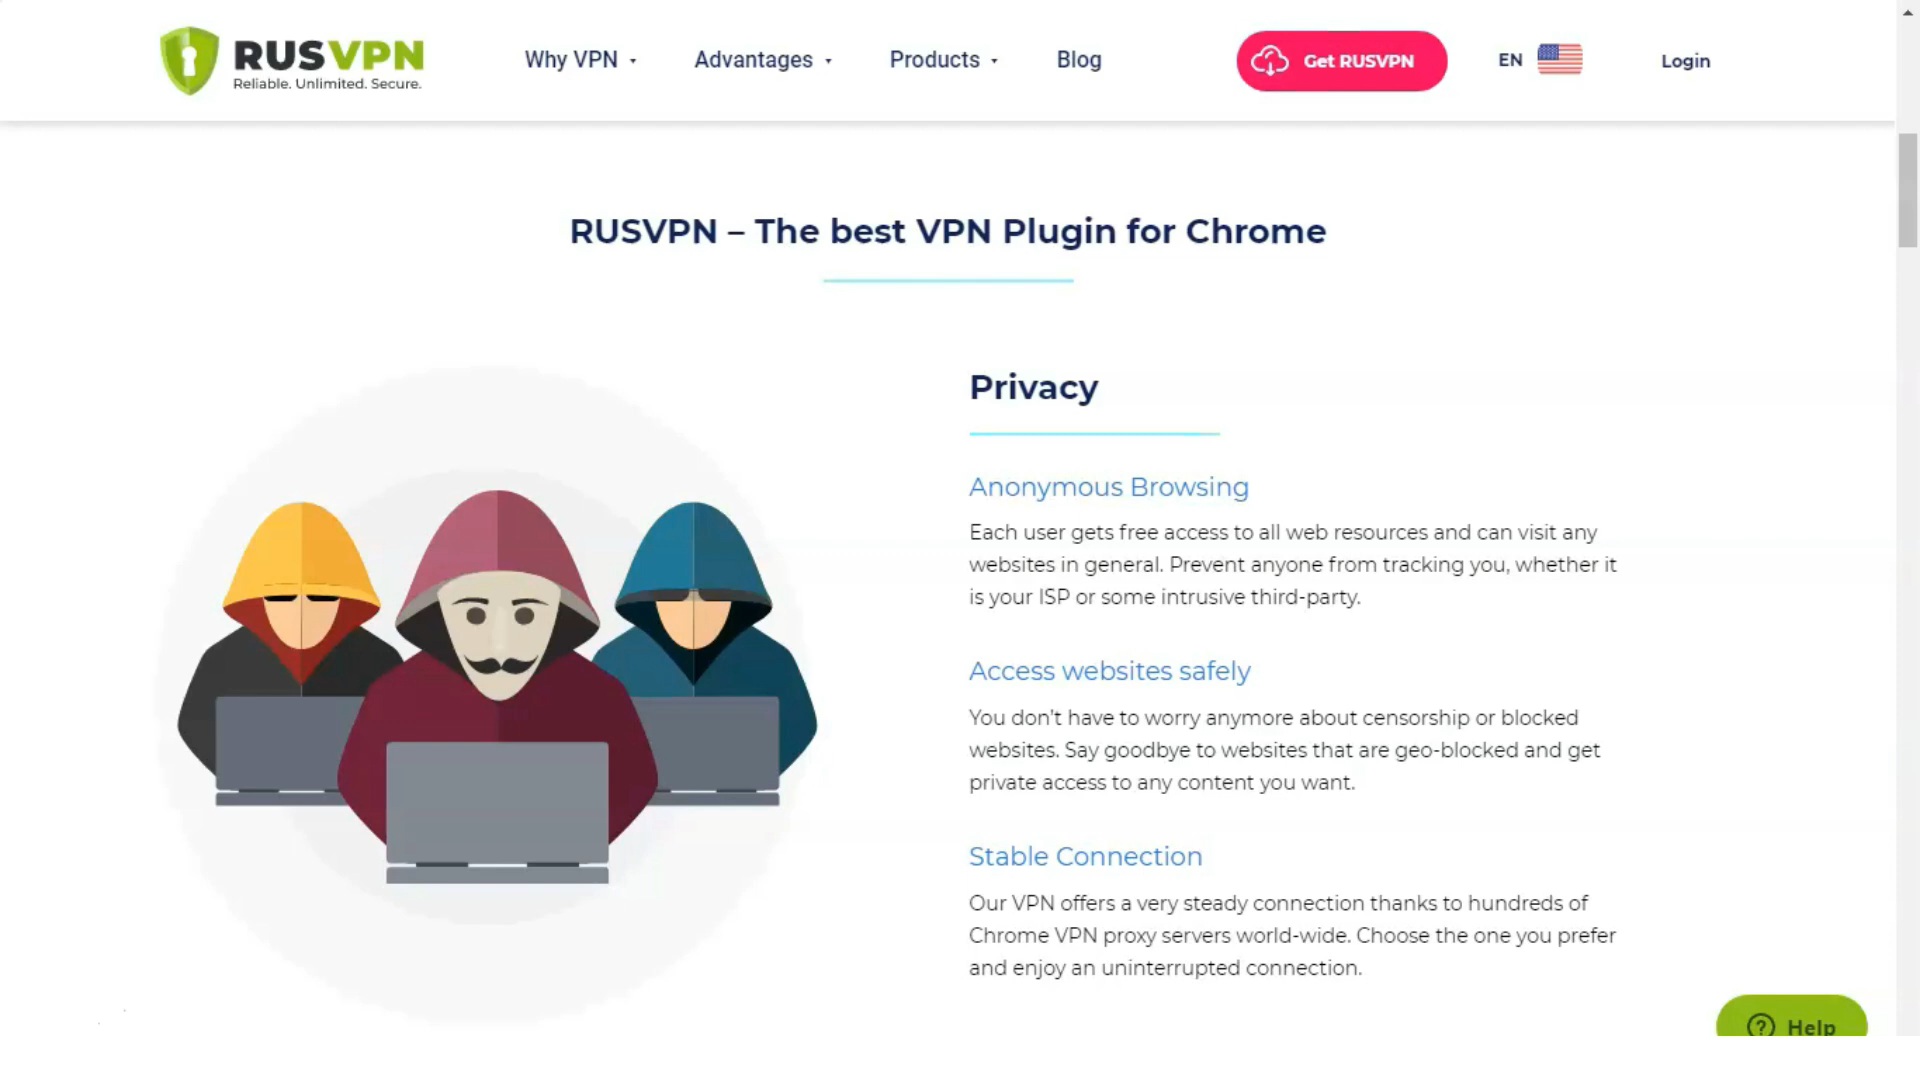 RUSVPN
Reliable. Unlimited. Secure.
Why VPN
Advantages
Products
Blog
Get RUSVPN
EN
Login
RUSVPN – The best VPN Plugin for Chrome
Privacy
Anonymous Browsing
Each user gets free access to all web resources and can visit any
websites in general. Prevent anyone from tracking you, whether it
is your ISP or some intrusive third-party.
Access websites safely
You don't have to worry anymore about censorship or blocked
websites. Say goodbye to websites that are geo-blocked and get
private access to any content you want.
Stable Connection
Our VPN offers a very steady connection thanks to hundreds of
Chrome VPN proxy servers world-wide. Choose the one you prefer
and enjoy an uninterrupted connection.
? Help